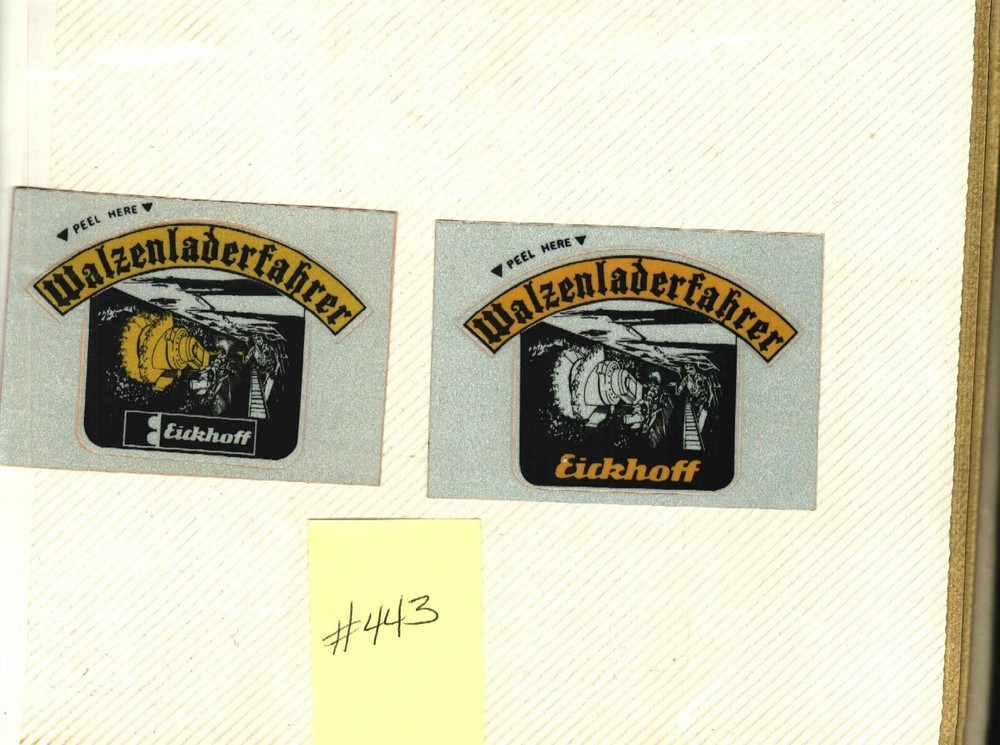 ◀ PEEL HERE ▼
Walzenladerfahrer
Eickhoff
◀ PEEL HERE ▼
Walzenladerfahrer
Eickhoff
#443